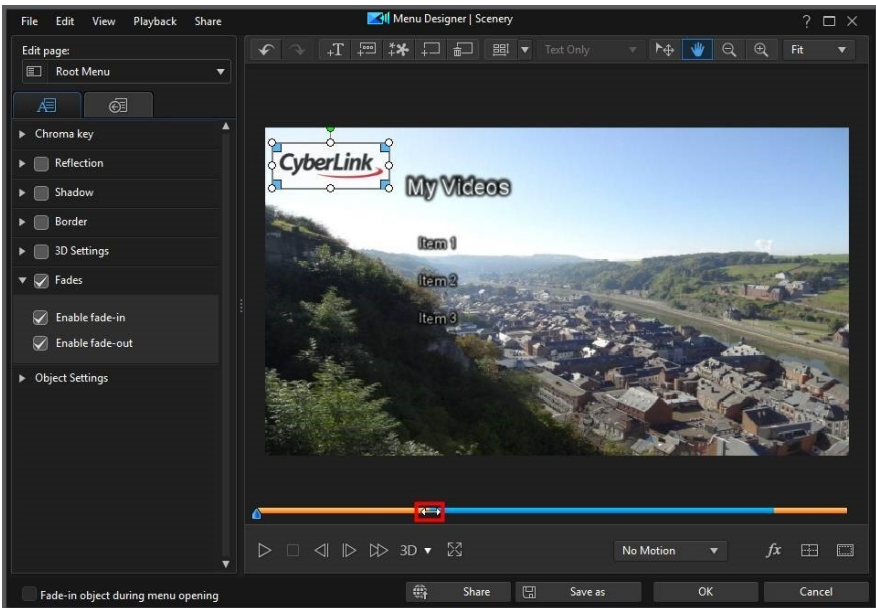 File Edit View Playback Share
Menu Designer | Scenery
?
Edit page:
Root Menu
T
Text Only
Fit
A
Chroma key
Reflection
Shadow
Border
3D Settings
Fades
Enable fade-in
Enable fade-out
Object Settings
CyberLink
My Videos
Item 1
Item 2
Item 3
3D
No Motion
fx
Fade-in object during menu opening
Share
Save as
OK
Cancel